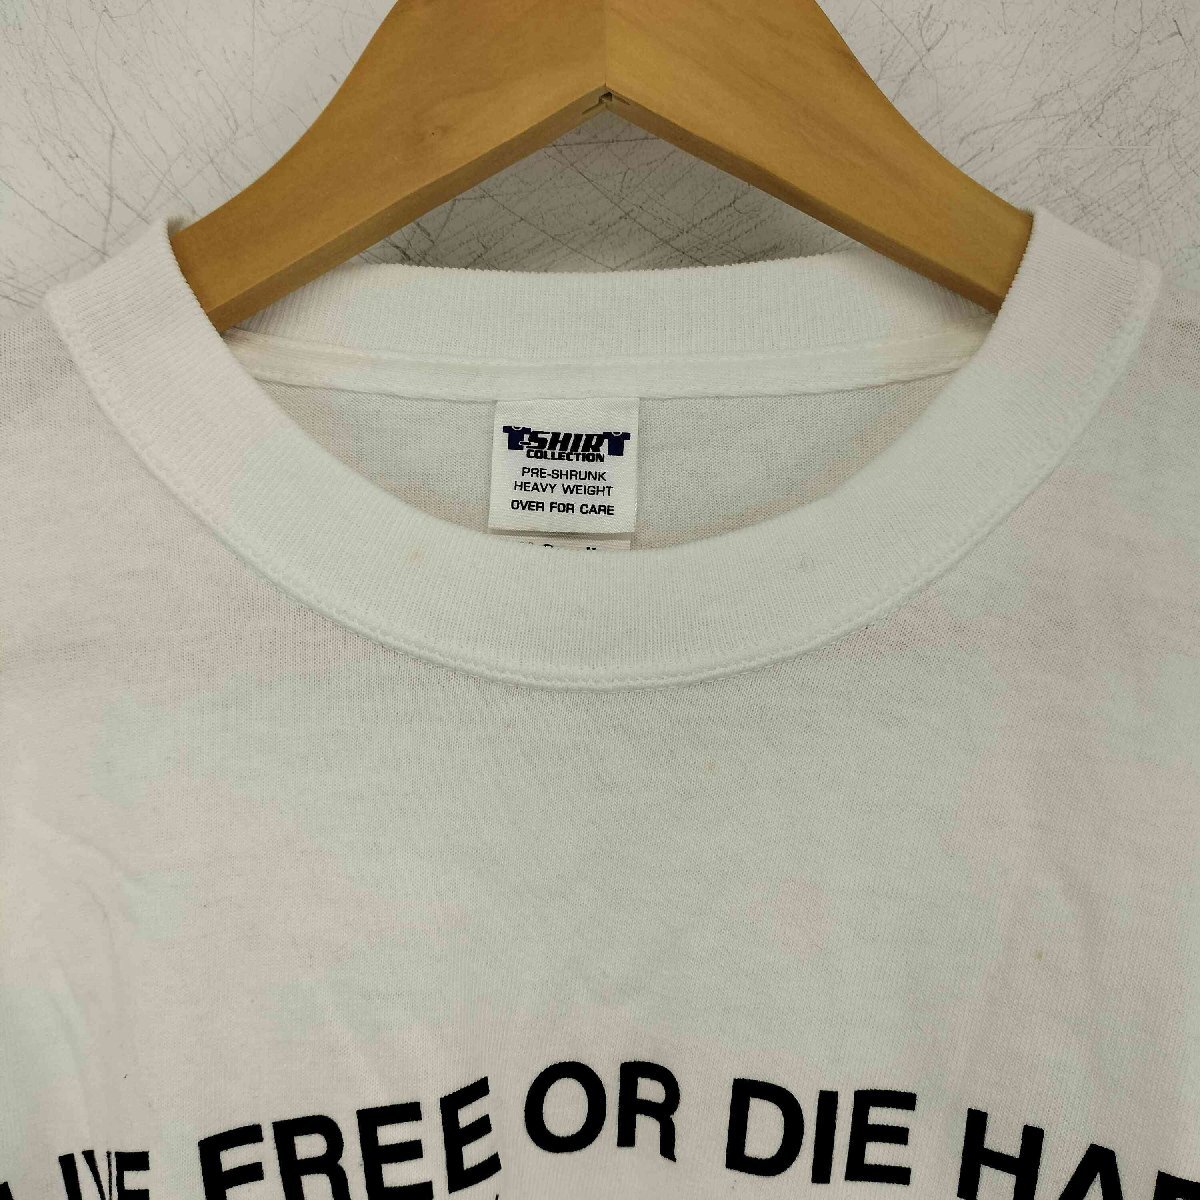 T-SHIRT
COLLECTION
PRE-SHRUNK
HEAVY WEIGHT
OVER FOR CARE
FREE OR DIE